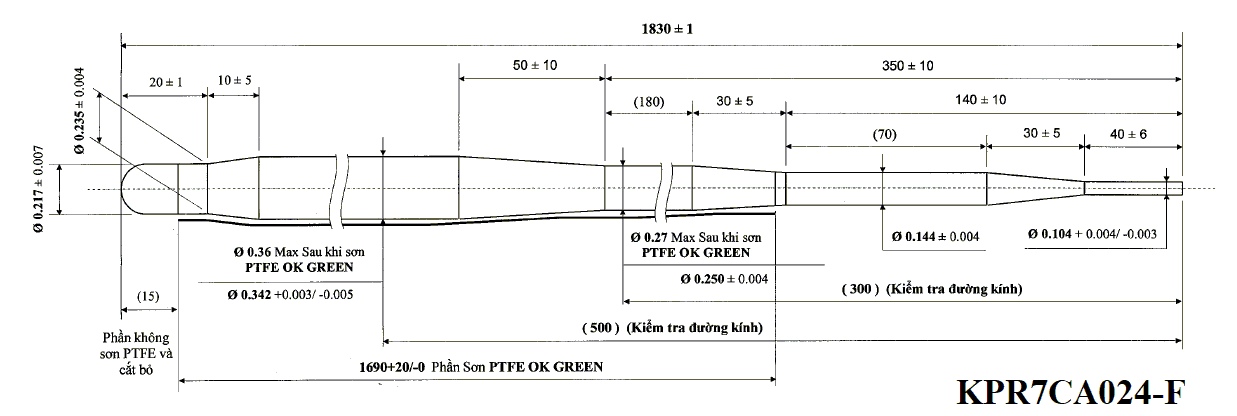 1830 ± 1
50 ± 10
350 ± 10
20 ± 1
10 ± 5
(180)
30 ± 5
140 ± 10
Ø 0.235 ± 0.004
(70)
30 ± 5
40 ± 6
Ø 0.217 ± 0.007
Ø 0.36 Max Sau khi sơn
PTFE OK GREEN
Ø 0.342 +0.003/ -0.005
Ø 0.27 Max Sau khi sơn
PTFE OK GREEN
Ø 0.250 ± 0.004
Ø 0.144 ± 0.004
Ø 0.104 + 0.004/ -0.003
(15)
( 300 ) (Kiểm tra đường kính)
( 500 ) (Kiểm tra đường kính)
Phần không
sơn PTFE và
cắt bỏ
1690+20/-0 Phần Sơn PTFE OK GREEN
KPR7CA024-F